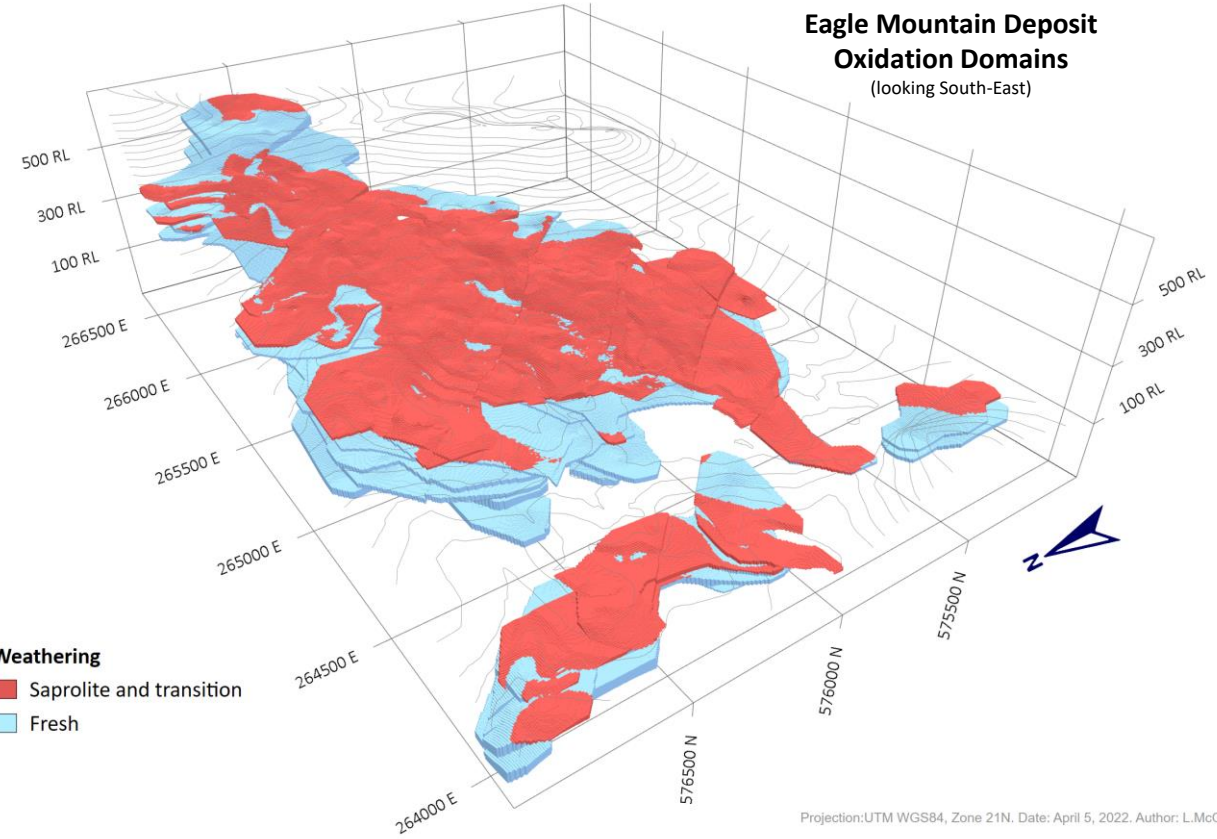 Eagle Mountain Deposit
Oxidation Domains
(looking South-East)
500 RL
300 RL
100 RL
500 RL
300 RL
100 RL
266500 E
266000 E
265500 E
265000 E
264500 E
264000 E
575500 N
576000 N
576500 N
N
Weathering
Saprolite and transition
Fresh
Projection:UTM WGS84, Zone 21N. Date: April 5, 2022. Author: